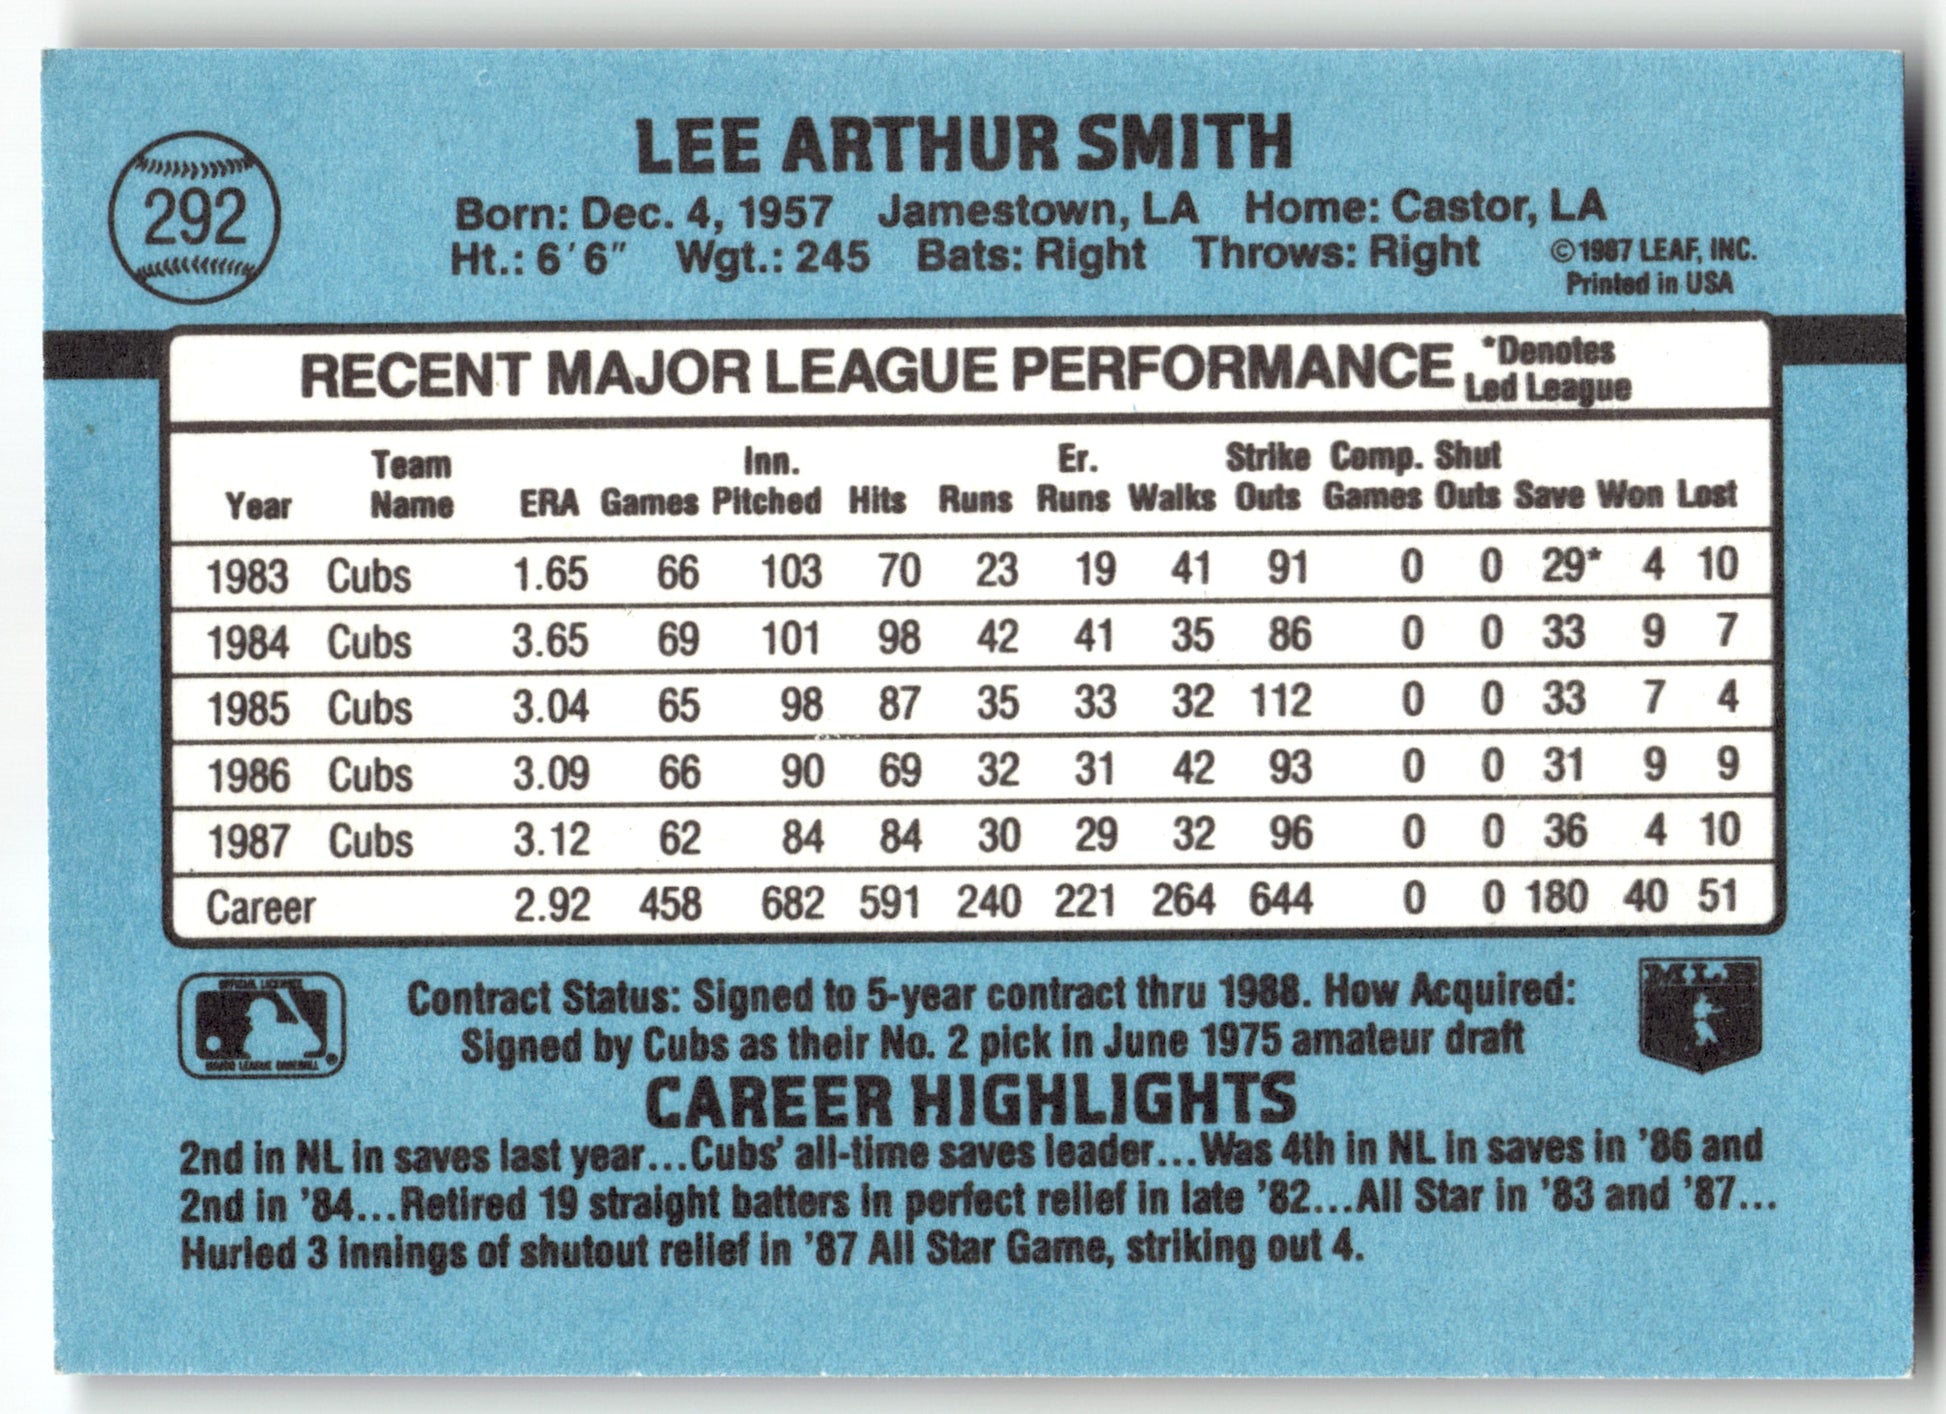 292
LEE ARTHUR SMITH
Born: Dec. 4, 1957 Jamestown, LA Home: Castor, LA
Ht.: 6'6" Wgt.: 245 Bats: Right Throws: Right
©1987 LEAF, INC.
Printed in USA
RECENT MAJOR LEAGUE PERFORMANCE *Denotes
Led League
Team Inn. Er. Strike Comp. Shut
Year Name ERA Games Pitched Hits Runs Runs Walks Outs Games Outs Save Won Lost
1983 Cubs 1.65 66 103 70 23 19 41 91 0 0 29* 4 10
1984 Cubs 3.65 69 101 98 42 41 35 86 0 0 33 9 7
1985 Cubs 3.04 65 98 87 35 33 32 112 0 0 33 7 4
1986 Cubs 3.09 66 90 69 32 31 42 93 0 0 31 9 9
1987 Cubs 3.12 62 84 84 30 29 32 96 0 0 36 4 10
Career 2.92 458 682 591 240 221 264 644 0 0 180 40 51
OFFICIAL LICENSEE
MAJOR LEAGUE BASEBALL
®
Contract Status: Signed to 5-year contract thru 1988. How Acquired:
Signed by Cubs as their No. 2 pick in June 1975 amateur draft
MLB
CAREER HIGHLIGHTS
2nd in NL in saves last year...Cubs' all-time saves leader...Was 4th in NL in saves in '86 and
2nd in '84...Retired 19 straight batters in perfect relief in late '82...All Star in '83 and '87...
Hurled 3 innings of shutout relief in '87 All Star Game, striking out 4.